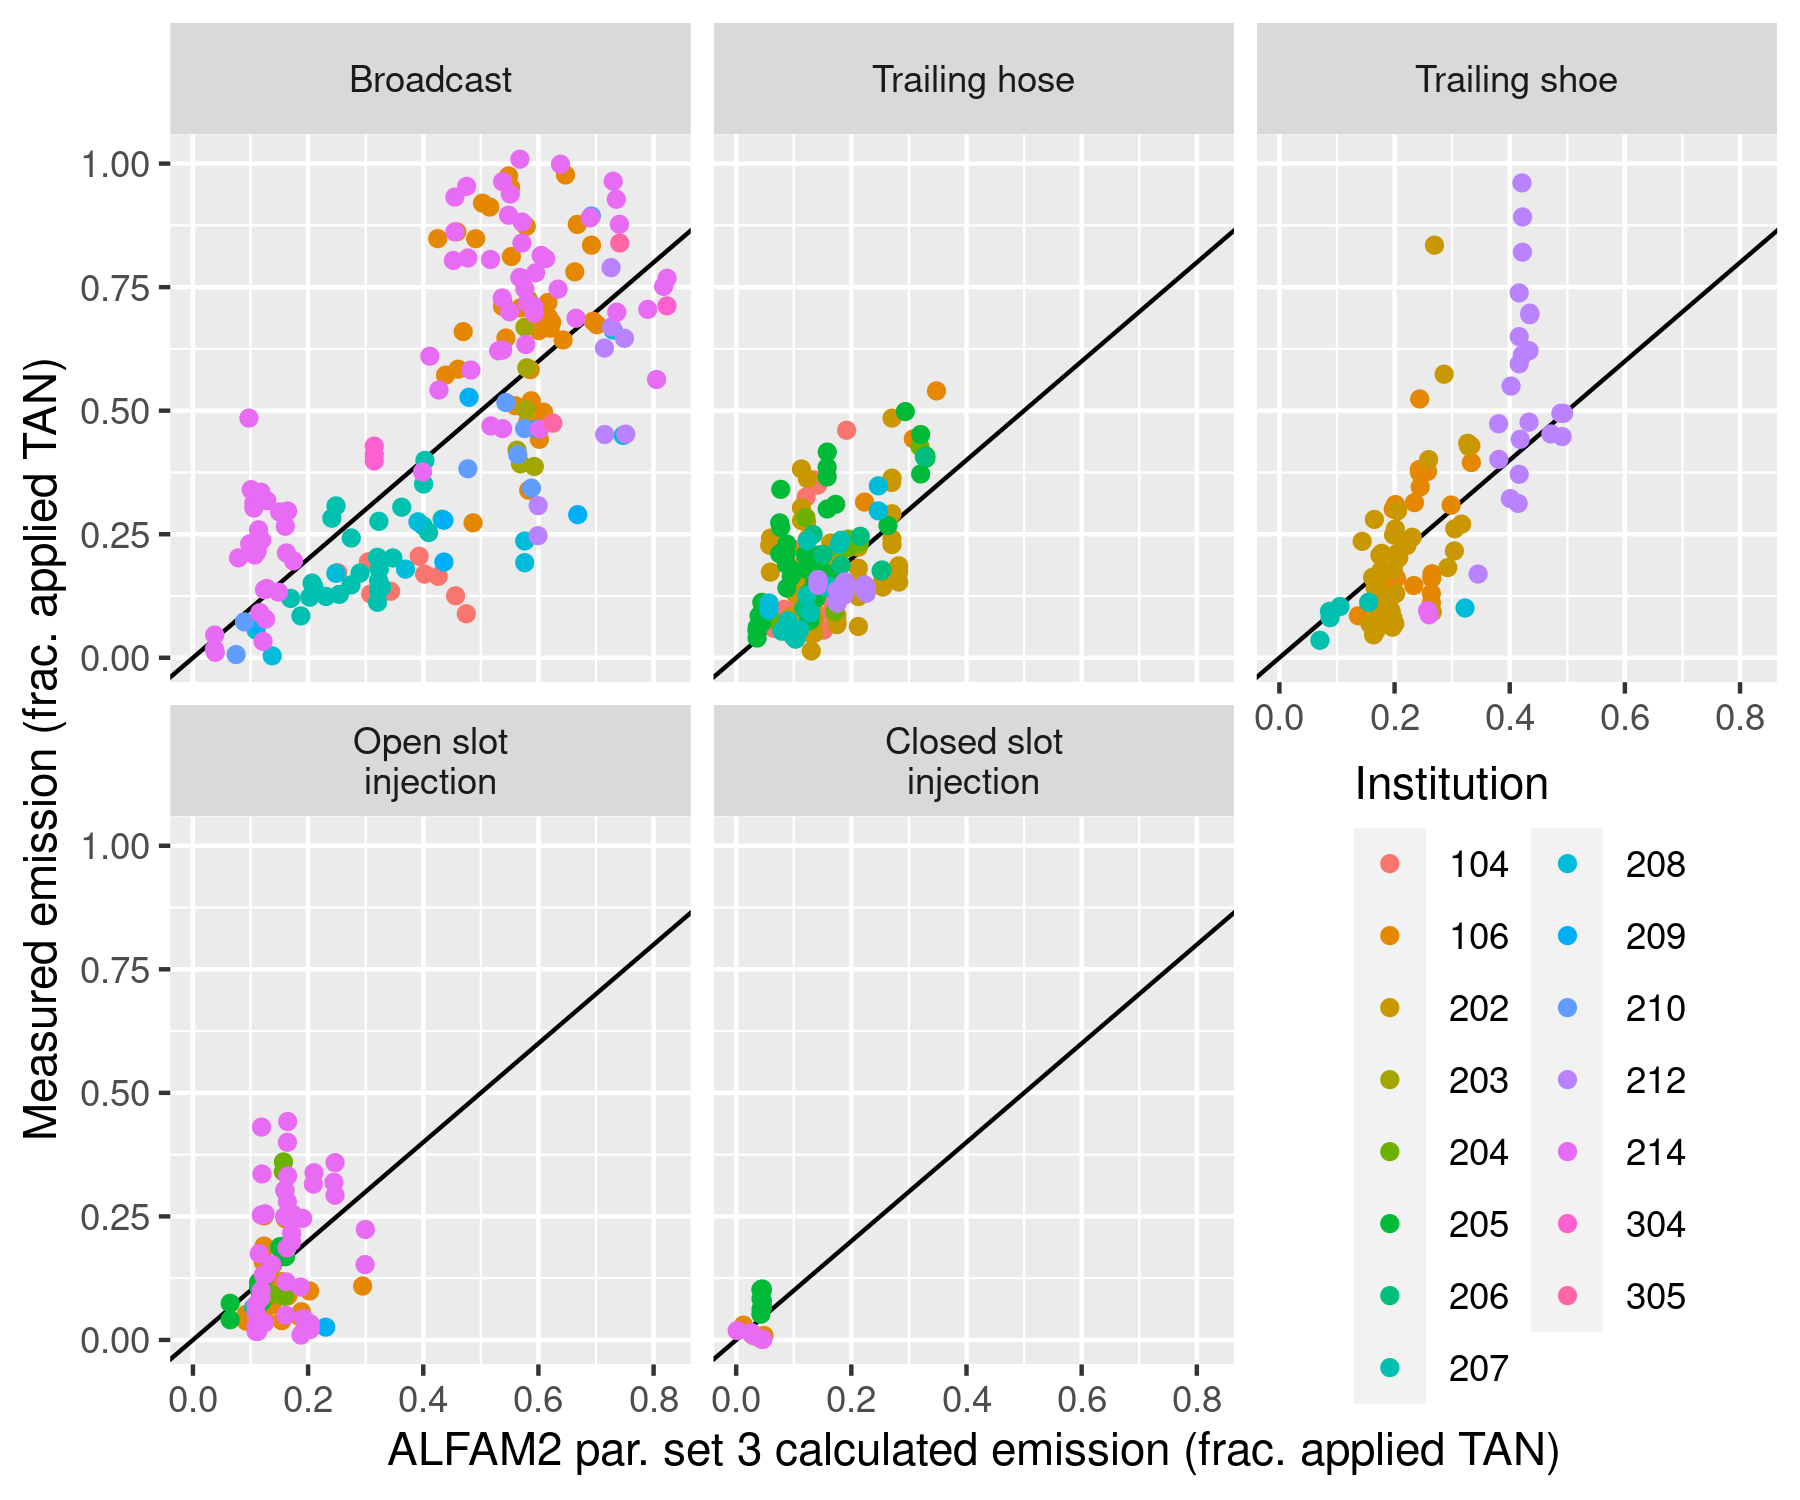 Broadcast
Trailing hose
Trailing shoe
1.00
0.75
0.50
0.25
0.00
0.0 0.2 0.4 0.6 0.8
Open slot
injection
Closed slot
injection
1.00
0.75
0.50
0.25
0.00
0.0 0.2 0.4 0.6 0.8
0.0 0.2 0.4 0.6 0.8
Measured emission (frac. applied TAN)
ALFAM2 par. set 3 calculated emission (frac. applied TAN)
Institution
104
106
202
203
204
205
206
207
208
209
210
212
214
304
305